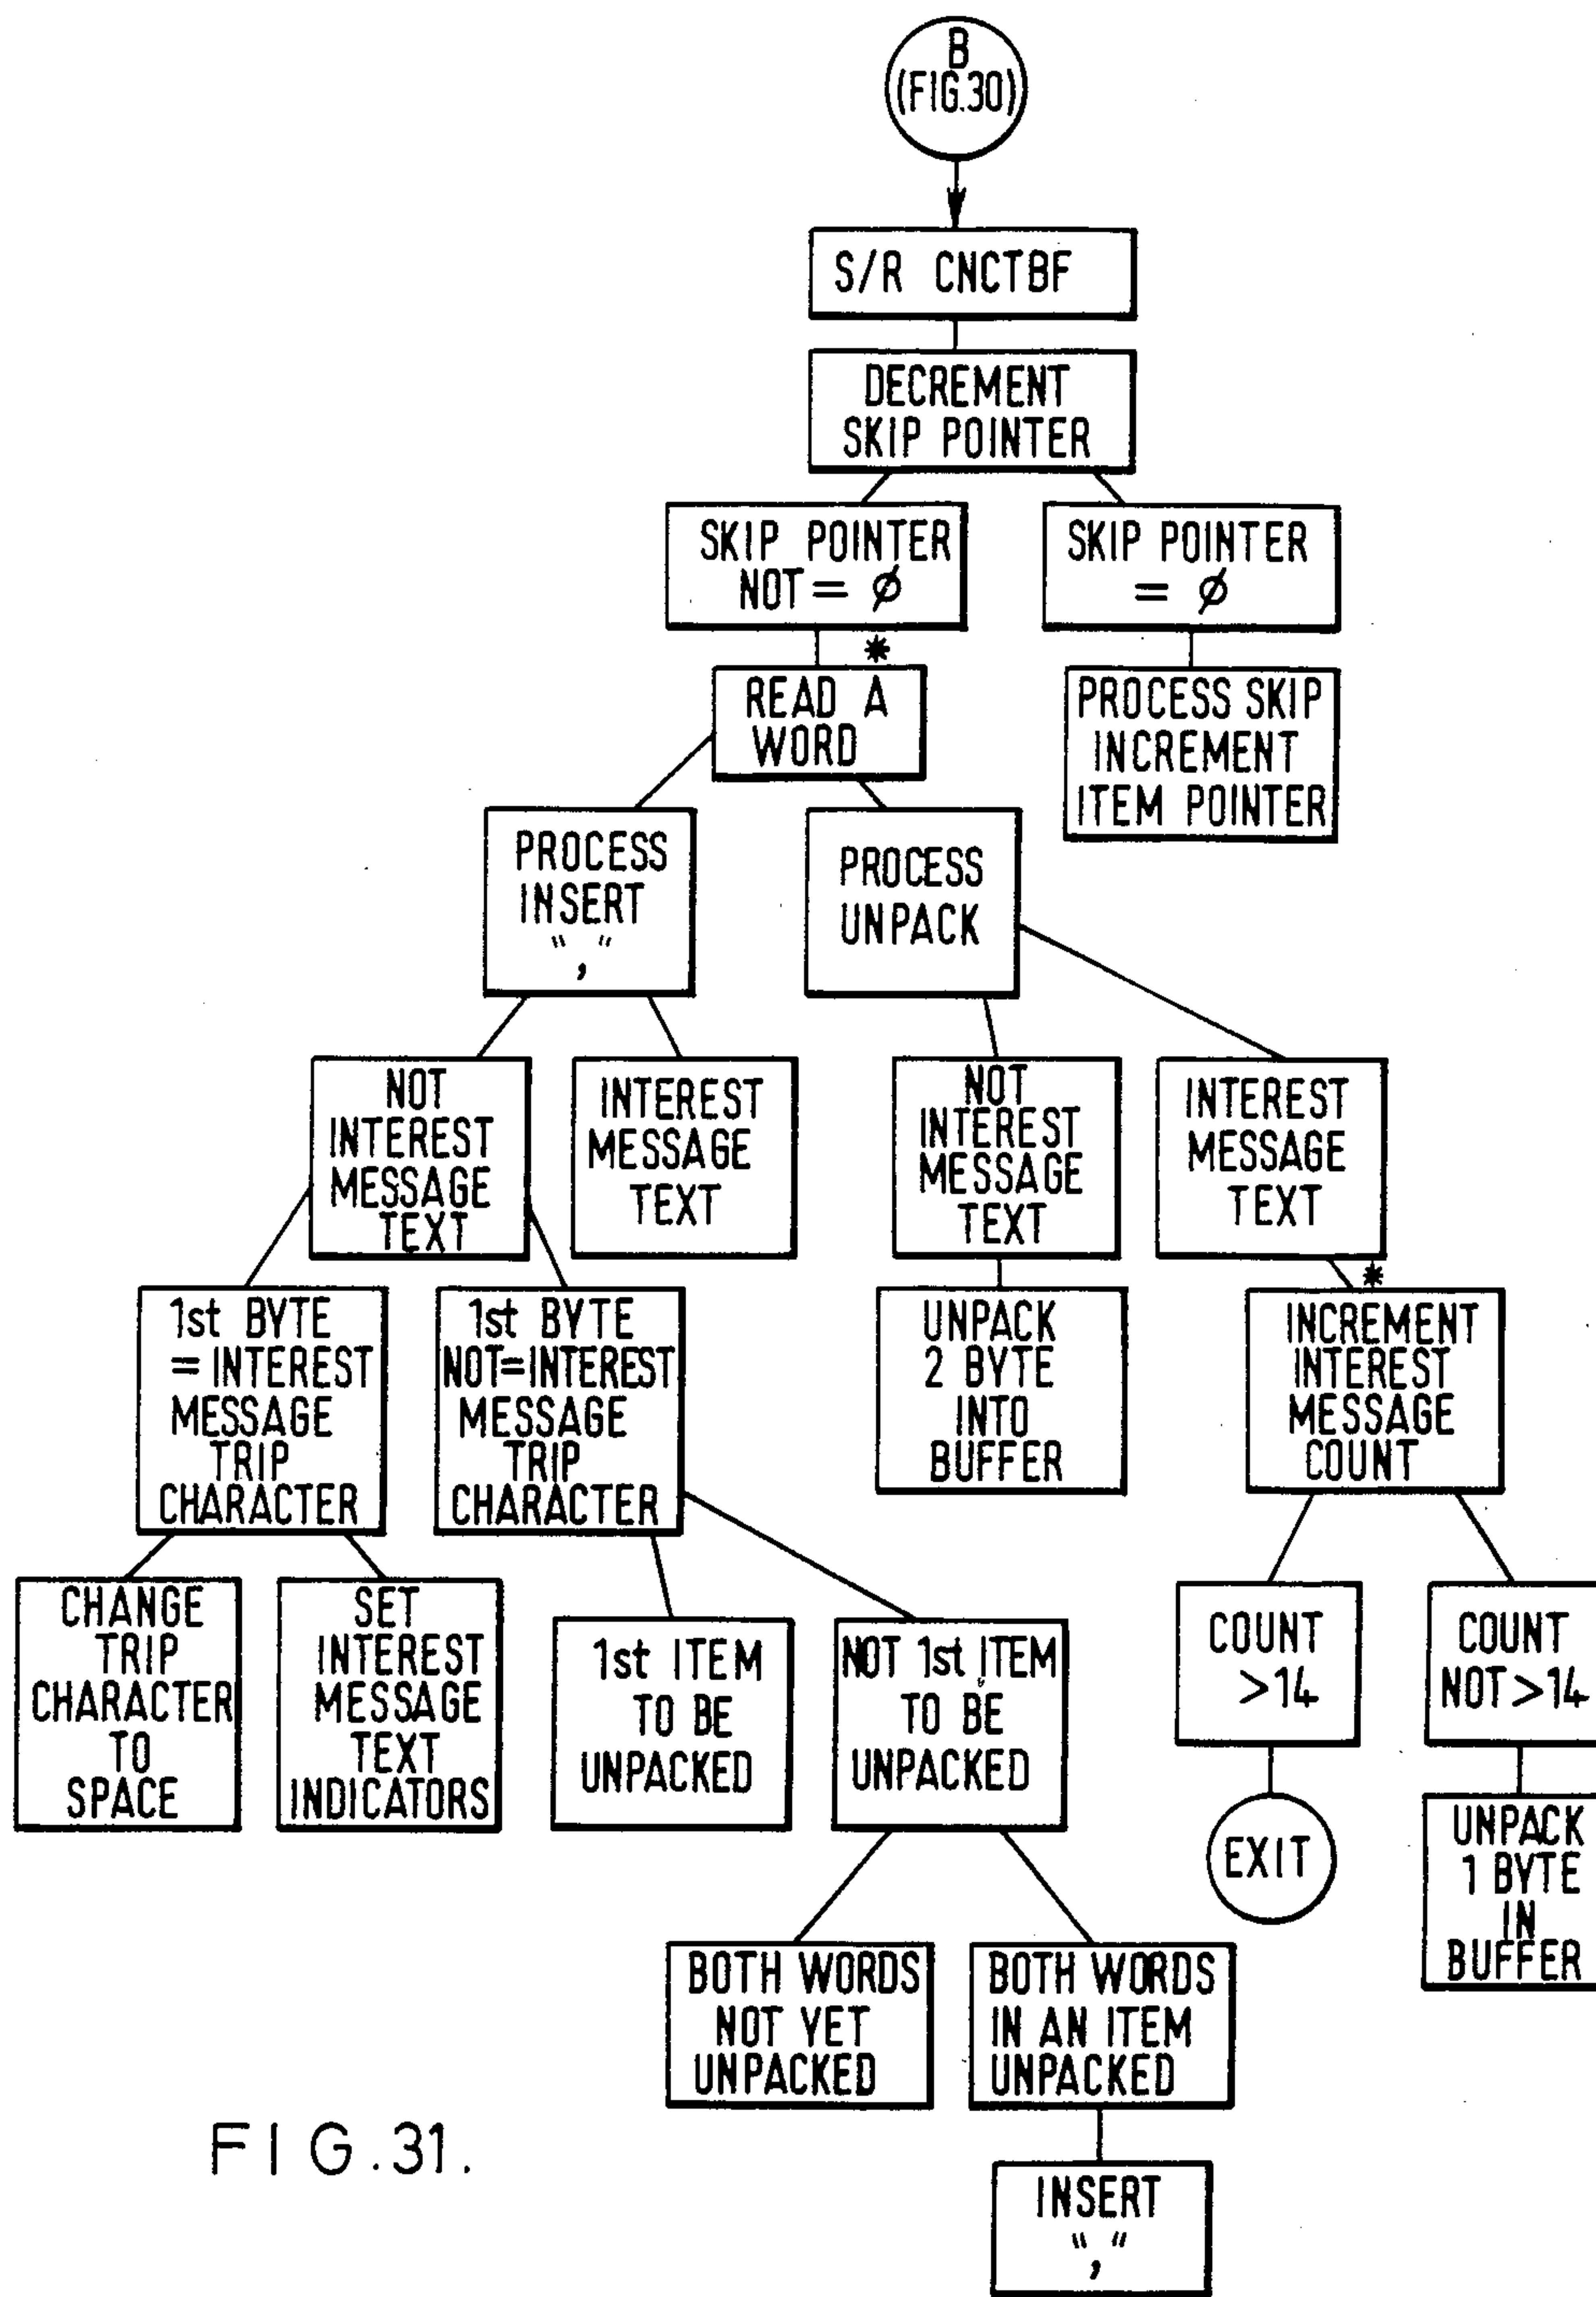 B
(FIG.30)
S/R CNCTBF
DECREMENT
SKIP POINTER
SKIP POINTER
NOT = Ø
SKIP POINTER
= Ø
*
READ A
WORD
PROCESS SKIP
INCREMENT
ITEM POINTER
PROCESS
INSERT
"," 
PROCESS
UNPACK
NOT
INTEREST
MESSAGE
TEXT
INTEREST
MESSAGE
TEXT
NOT
INTEREST
MESSAGE
TEXT
INTEREST
MESSAGE
TEXT
1st BYTE
= INTEREST
MESSAGE
TRIP
CHARACTER
1st BYTE
NOT=INTEREST
MESSAGE
TRIP
CHARACTER
UNPACK
2 BYTE
INTO
BUFFER
*
INCREMENT
INTEREST
MESSAGE
COUNT
CHANGE
TRIP
CHARACTER
TO
SPACE
SET
INTEREST
MESSAGE
TEXT
INDICATORS
1st ITEM
TO BE
UNPACKED
NOT 1st ITEM
TO BE
UNPACKED
COUNT
>14
COUNT
NOT >14
EXIT
UNPACK
1 BYTE
IN
BUFFER
BOTH WORDS
NOT YET
UNPACKED
BOTH WORDS
IN AN ITEM
UNPACKED
INSERT
","
FIG.31.